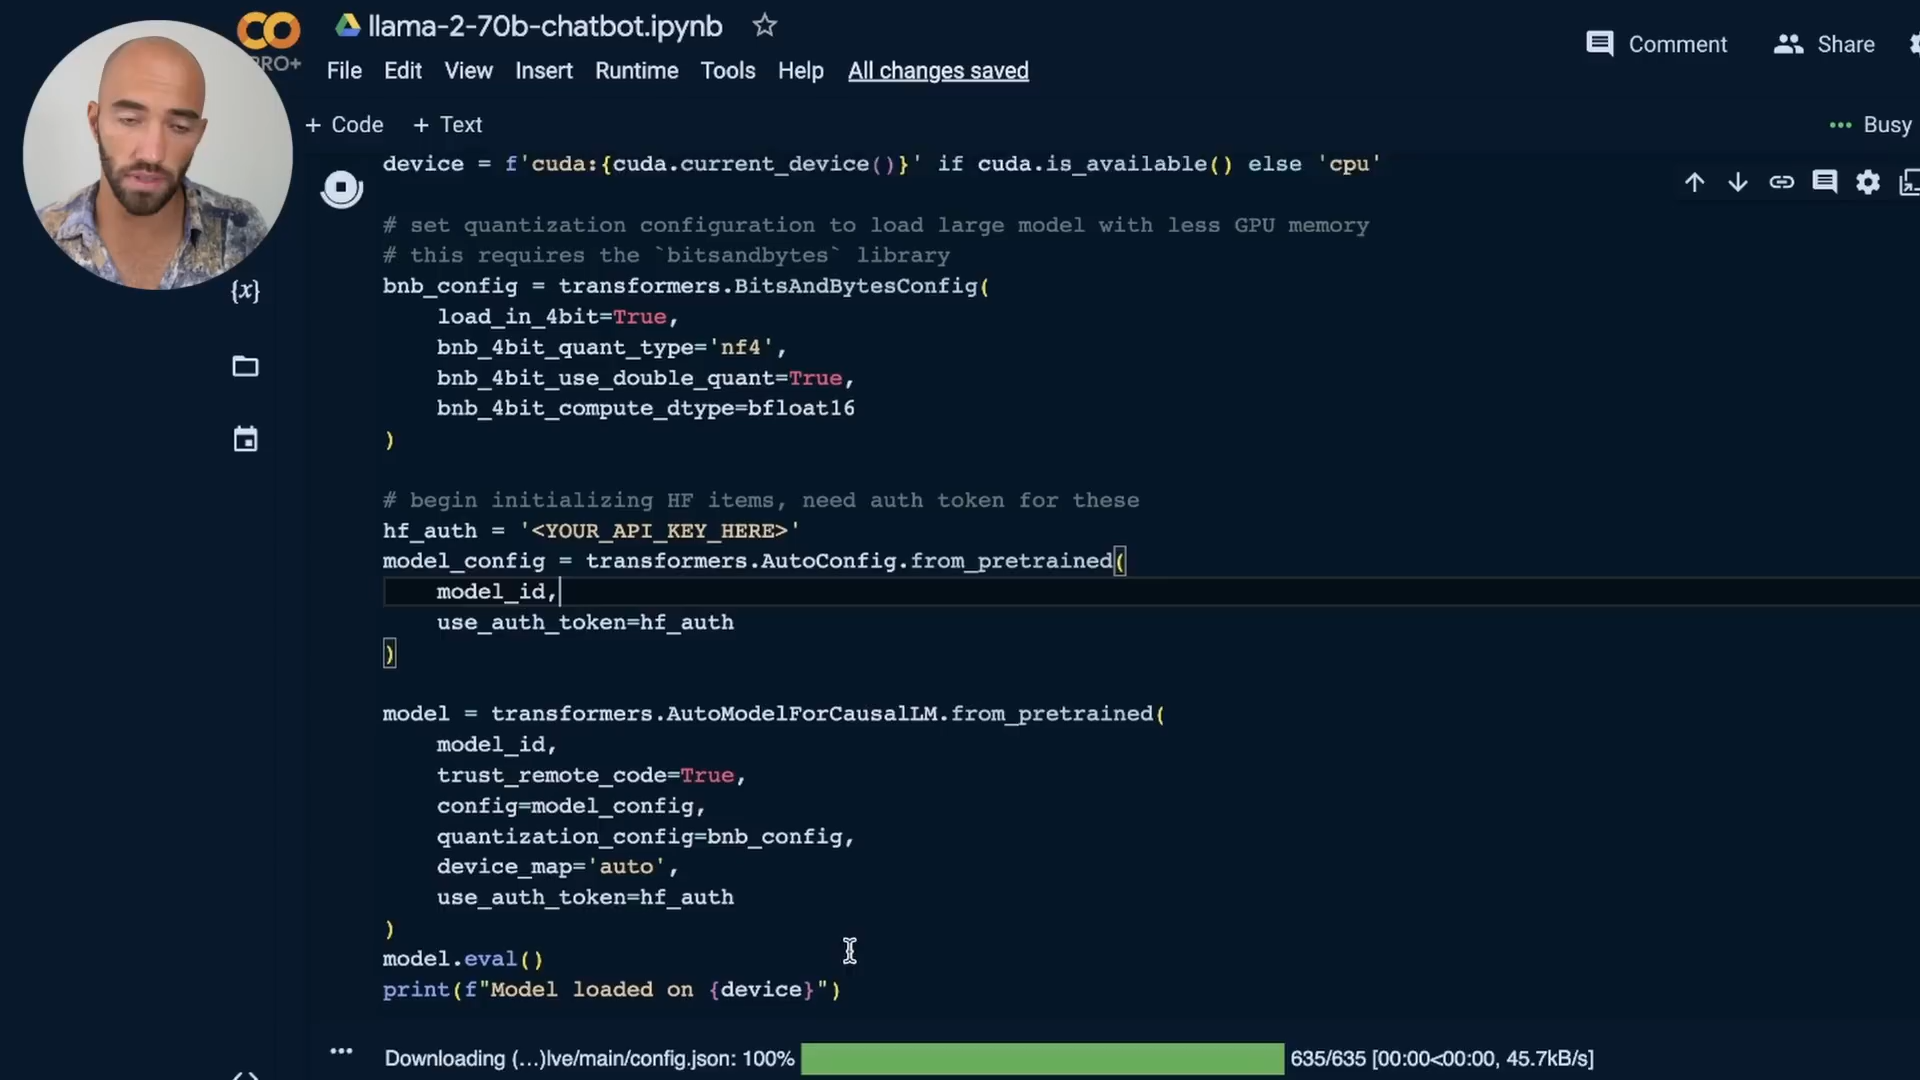 llama-2-70b-chatbot.ipynb
PRO+
File Edit View Insert Runtime Tools Help All changes saved
Comment Share
+ Code + Text
Busy
device = f'cuda:{cuda.current_device()}' if cuda.is_available() else 'cpu'
# set quantization configuration to load large model with less GPU memory
# this requires the `bitsandbytes` library
bnb_config = transformers.BitsAndBytesConfig(
    load_in_4bit=True,
    bnb_4bit_quant_type='nf4',
    bnb_4bit_use_double_quant=True,
    bnb_4bit_compute_dtype=bfloat16
)
# begin initializing HF items, need auth token for these
hf_auth = '<YOUR_API_KEY_HERE>'
model_config = transformers.AutoConfig.from_pretrained(
    model_id,
    use_auth_token=hf_auth
)
model = transformers.AutoModelForCausalLM.from_pretrained(
    model_id,
    trust_remote_code=True,
    config=model_config,
    quantization_config=bnb_config,
    device_map='auto',
    use_auth_token=hf_auth
)
model.eval()
print(f"Model loaded on {device}")
Downloading (…)lve/main/config.json: 100% 635/635 [00:00<00:00, 45.7kB/s]